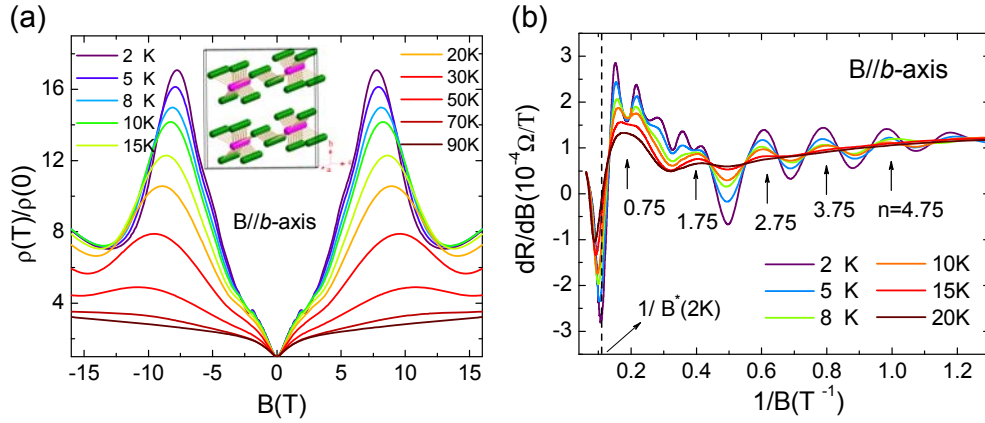 (a)
ρ(T)/ρ(0)
16
12
8
4
2 K
5 K
8 K
10K
15K
20K
30K
50K
70K
90K
B//b-axis
-15 -10 -5 0 5 10 15
B(T)
(b)
dR/dB(10⁻⁴Ω/T)
3
2
1
0
-1
-2
-3
B//b-axis
0.75
1.75
2.75
3.75
n=4.75
1/ B*(2K)
2 K
5 K
8 K
10K
15K
20K
0.2 0.4 0.6 0.8 1.0 1.2
1/B(T⁻¹)